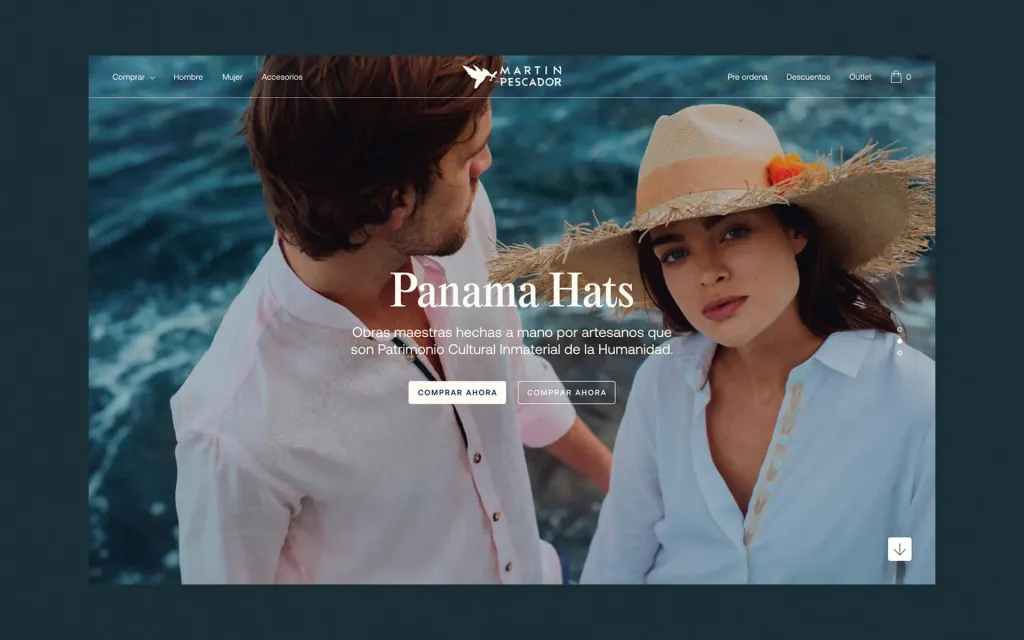 Comprar
Hombre
Mujer
Accesorios
MARTIN
PESCADOR
Pre ordena
Descuentos
Outlet
0
Panama Hats
Obras maestras hechas a mano por artesanos que
son Patrimonio Cultural Inmaterial de la Humanidad.
COMPRAR AHORA
COMPRAR AHORA